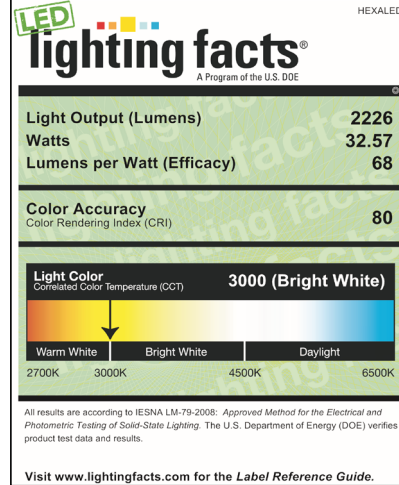 HEXALED
LED
lighting facts®
A Program of the U.S. DOE
Light Output (Lumens) 2226
Watts 32.57
Lumens per Watt (Efficacy) 68
Color Accuracy
Color Rendering Index (CRI) 80
Light Color
Correlated Color Temperature (CCT) 3000 (Bright White)
Warm White Bright White Daylight
2700K 3000K 4500K 6500K
All results are according to IESNA LM-79-2008: Approved Method for the Electrical and
Photometric Testing of Solid-State Lighting. The U.S. Department of Energy (DOE) verifies
product test data and results.
Visit www.lightingfacts.com for the Label Reference Guide.